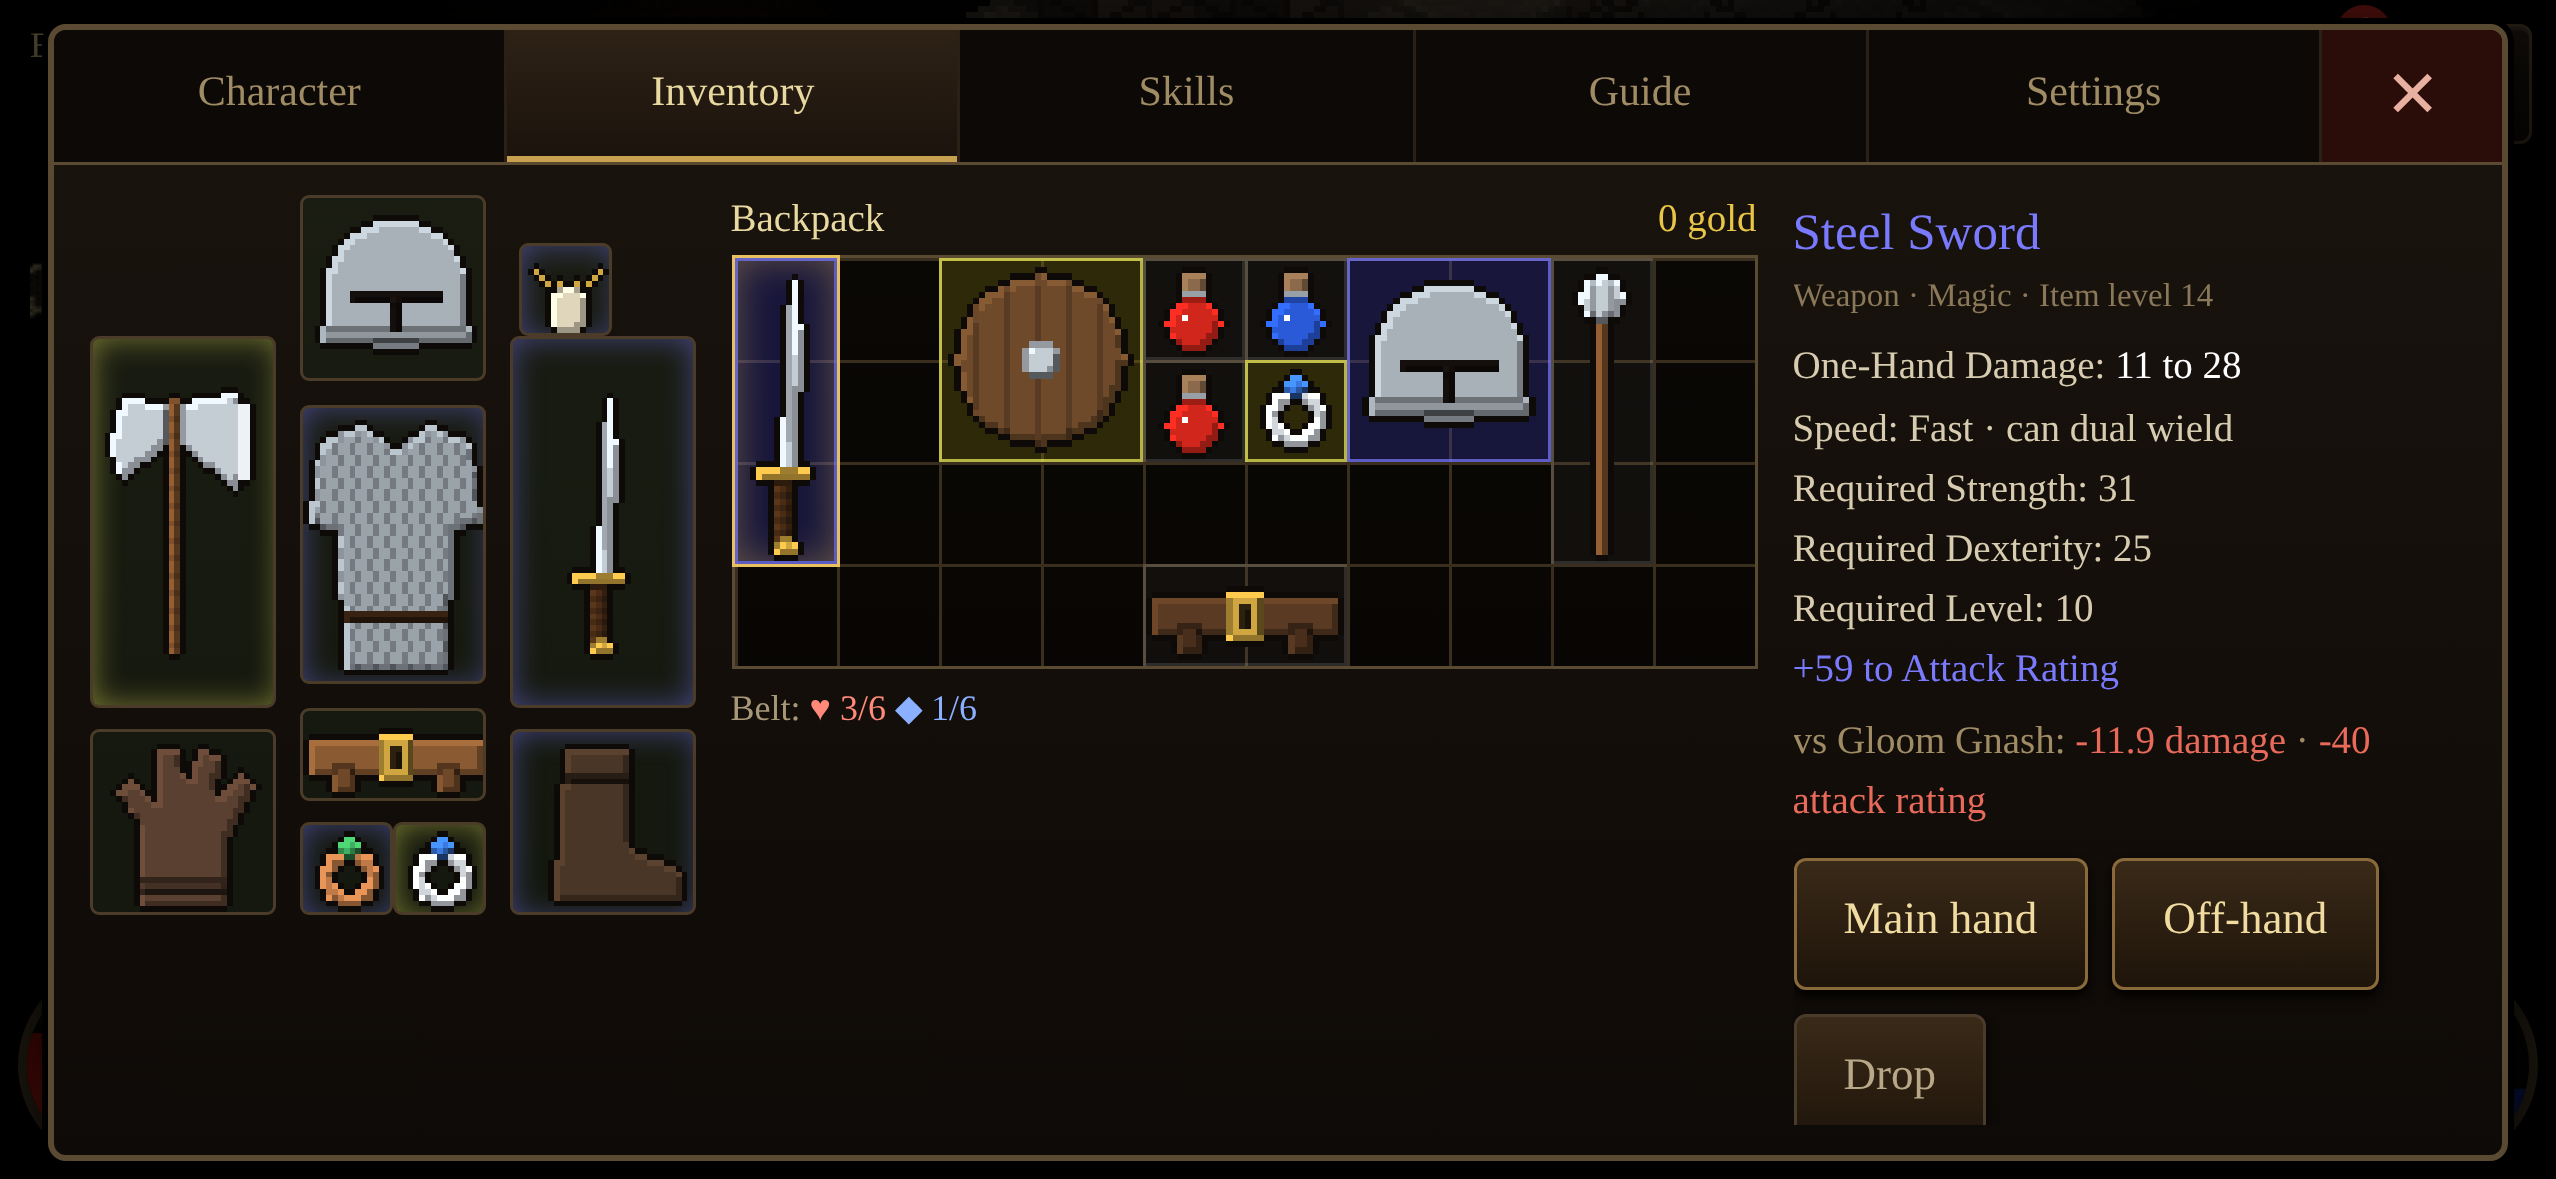 Character
Inventory
Skills
Guide
Settings
Backpack
0 gold
Belt: ♥ 3/6 ◆ 1/6
Steel Sword
Weapon · Magic · Item level 14
One-Hand Damage: 11 to 28
Speed: Fast · can dual wield
Required Strength: 31
Required Dexterity: 25
Required Level: 10
+59 to Attack Rating
vs Gloom Gnash: -11.9 damage · -40
attack rating
Main hand
Off-hand
Drop